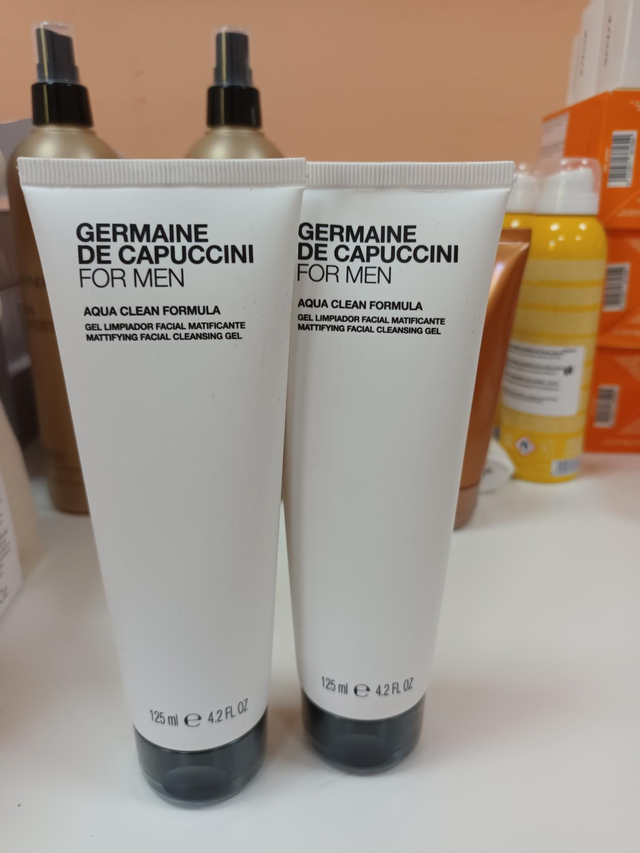 GERMAINE
DE CAPUCCINI
FOR MEN
AQUA CLEAN FORMULA
GEL LIMPIADOR FACIAL MATIFICANTE
MATTIFYING FACIAL CLEANSING GEL
125 ml e 4.2 FL OZ
GERMAINE
DE CAPUCCINI
FOR MEN
AQUA CLEAN FORMULA
GEL LIMPIADOR FACIAL MATIFICANTE
MATTIFYING FACIAL CLEANSING GEL
125 ml e 4.2 FL OZ